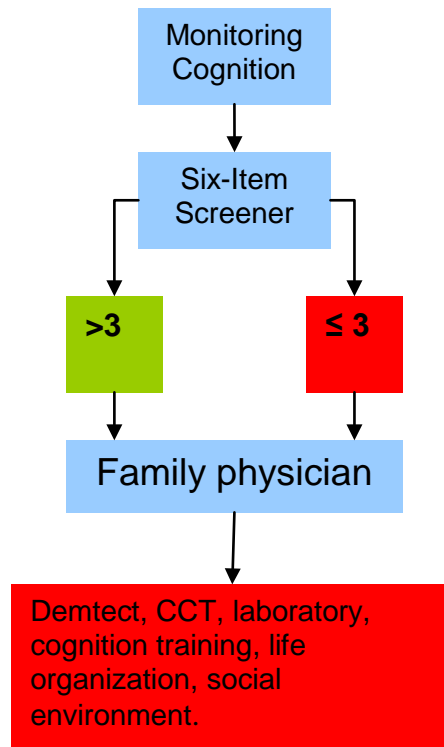 Monitoring
Cognition
Six-Item
Screener
>3
≤ 3
Family physician
Demtect, CCT, laboratory,
cognition training, life
organization, social
environment.